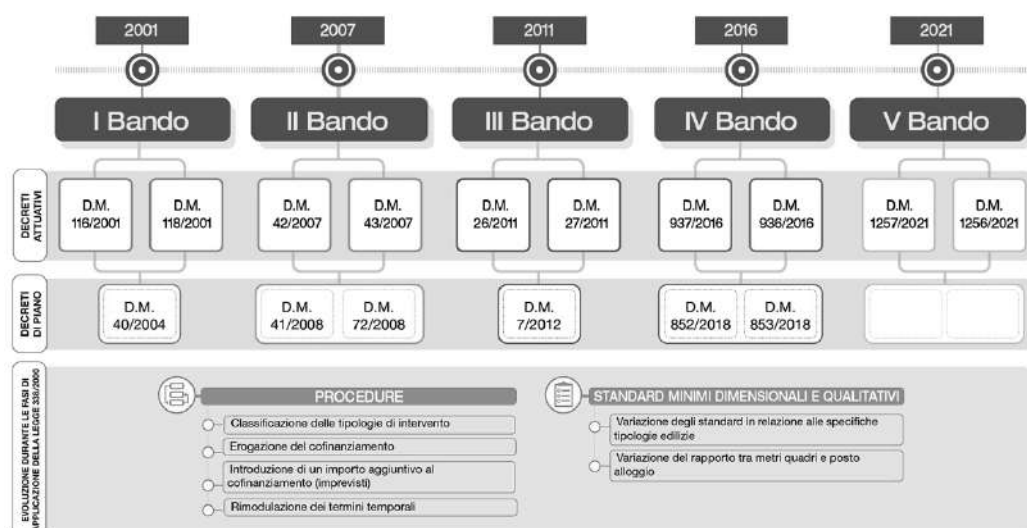 2001
2007
2011
2016
2021
I Bando
II Bando
III Bando
IV Bando
V Bando
DECRETI
ATTUATIVI
D.M.
116/2001
D.M.
118/2001
D.M.
42/2007
D.M.
43/2007
D.M.
26/2011
D.M.
27/2011
D.M.
937/2016
D.M.
936/2016
D.M.
1257/2021
D.M.
1256/2021
DECRETI
DI PIANO
D.M.
40/2004
D.M.
41/2008
D.M.
72/2008
D.M.
7/2012
D.M.
852/2018
D.M.
853/2018
EVOLUZIONE DURANTE LE FASI DI
APPLICAZIONE DELLA LEGGE 338/2000
PROCEDURE
Classificazione delle tipologie di intervento
Erogazione del cofinanziamento
Introduzione di un importo aggiuntivo al
cofinanziamento (imprevisti)
Rimodulazione dei termini temporali
STANDARD MINIMI DIMENSIONALI E QUALITATIVI
Variazione degli standard in relazione alle specifiche
tipologie edilizie
Variazione del rapporto tra metri quadri e posto
alloggio